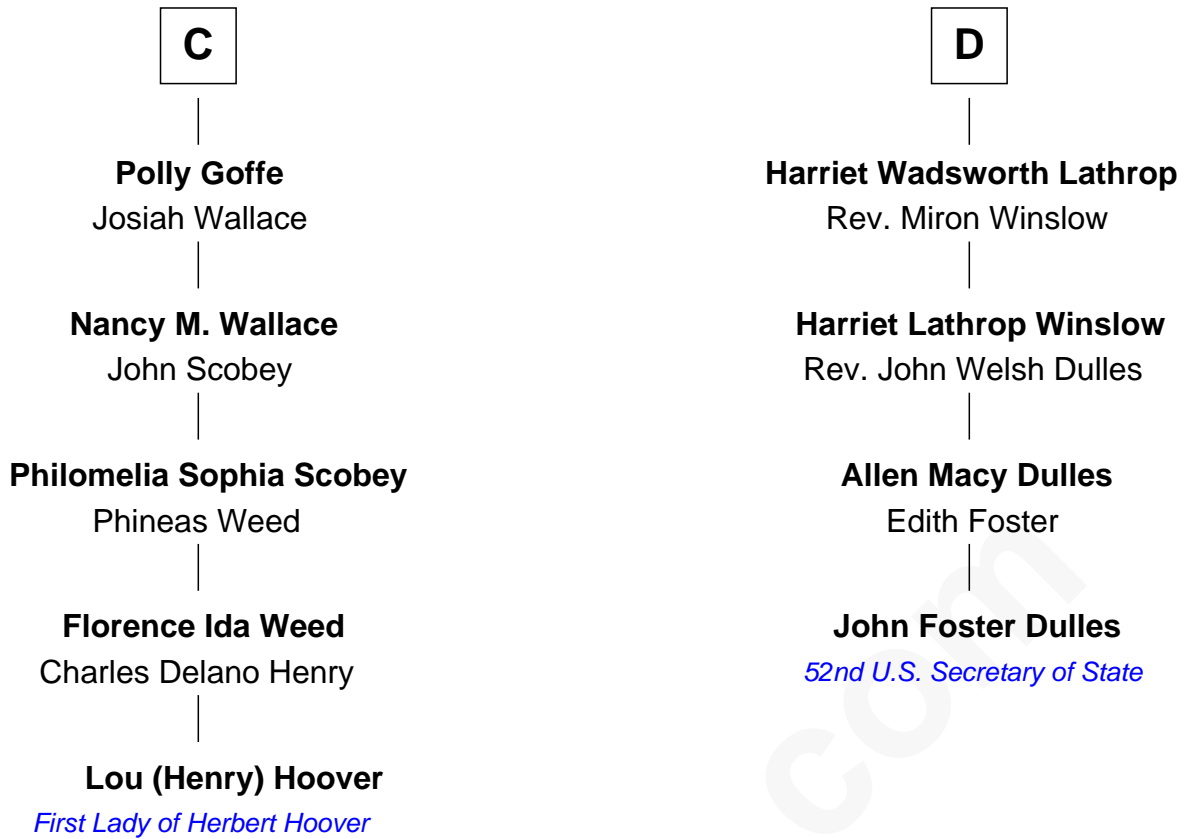 C
Polly Goffe
Josiah Wallace
Nancy M. Wallace
John Scobey
Philomelia Sophia Scobey
Phineas Weed
Florence Ida Weed
Charles Delano Henry
Lou (Henry) Hoover
First Lady of Herbert Hoover
D
Harriet Wadsworth Lathrop
Rev. Miron Winslow
Harriet Lathrop Winslow
Rev. John Welsh Dulles
Allen Macy Dulles
Edith Foster
John Foster Dulles
52nd U.S. Secretary of State
com